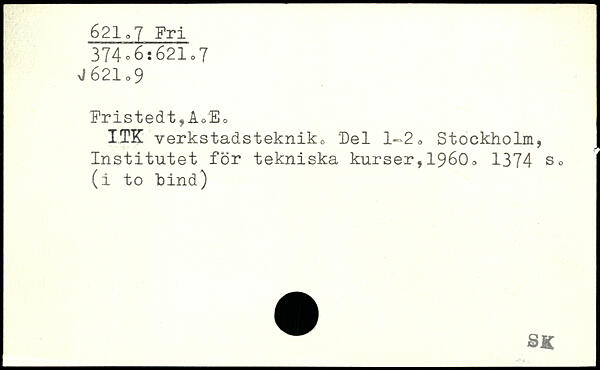 621.7 Fri
374.6:621.7
√621.9
Fristedt,A.E.
ITK verkstadsteknik. Del 1-2. Stockholm,
Institutet för tekniska kurser,1960. 1374 s.
(i to bind)
SK